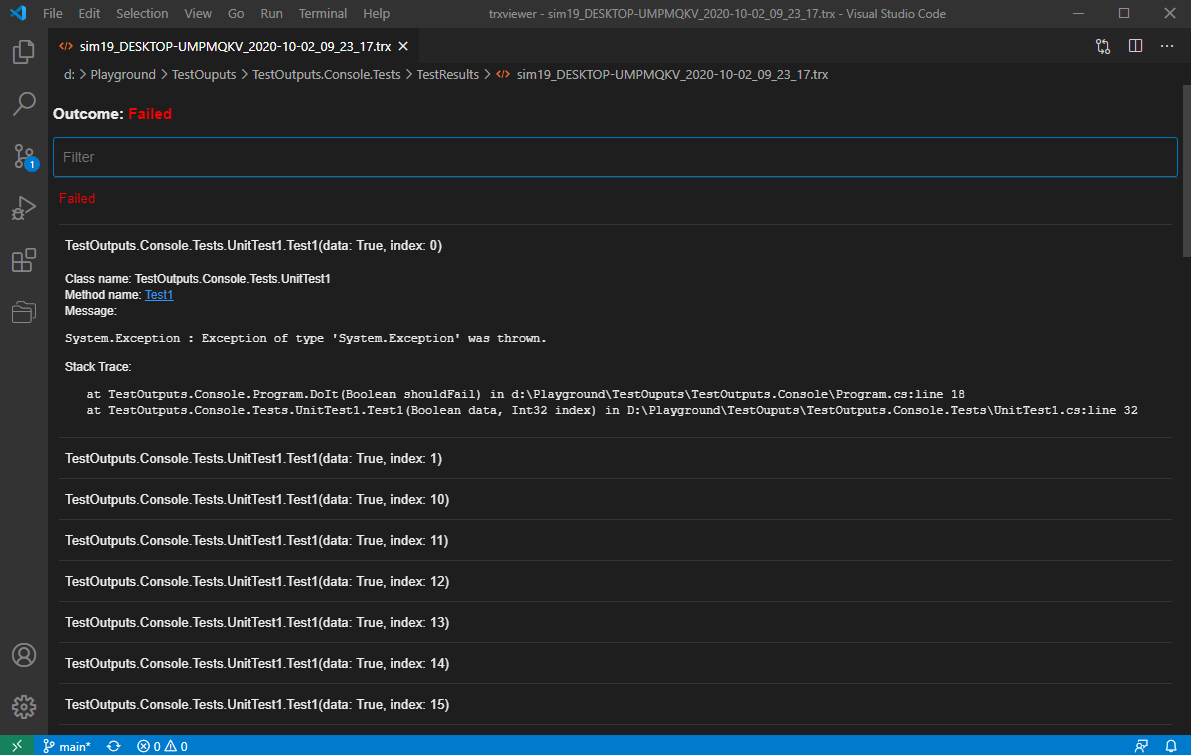 File Edit Selection View Go Run Terminal Help trxviewer - sim19_DESKTOP-UMPMQKV_2020-10-02_09_23_17.trx - Visual Studio Code
sim19_DESKTOP-UMPMQKV_2020-10-02_09_23_17.trx
d: > Playground > TestOuputs > TestOutputs.Console.Tests > TestResults > sim19_DESKTOP-UMPMQKV_2020-10-02_09_23_17.trx
Outcome: Failed
Filter
1
Failed
TestOutputs.Console.Tests.UnitTest1.Test1(data: True, index: 0)
Class name: TestOutputs.Console.Tests.UnitTest1
Method name: Test1
Message:
System.Exception : Exception of type 'System.Exception' was thrown.
Stack Trace:
at TestOutputs.Console.Program.DoIt(Boolean shouldFail) in d:\Playground\TestOuputs\TestOutputs.Console\Program.cs:line 18
at TestOutputs.Console.Tests.UnitTest1.Test1(Boolean data, Int32 index) in D:\Playground\TestOuputs\TestOutputs.Console.Tests\UnitTest1.cs:line 32
TestOutputs.Console.Tests.UnitTest1.Test1(data: True, index: 1)
TestOutputs.Console.Tests.UnitTest1.Test1(data: True, index: 10)
TestOutputs.Console.Tests.UnitTest1.Test1(data: True, index: 11)
TestOutputs.Console.Tests.UnitTest1.Test1(data: True, index: 12)
TestOutputs.Console.Tests.UnitTest1.Test1(data: True, index: 13)
TestOutputs.Console.Tests.UnitTest1.Test1(data: True, index: 14)
TestOutputs.Console.Tests.UnitTest1.Test1(data: True, index: 15)
main* 0 0